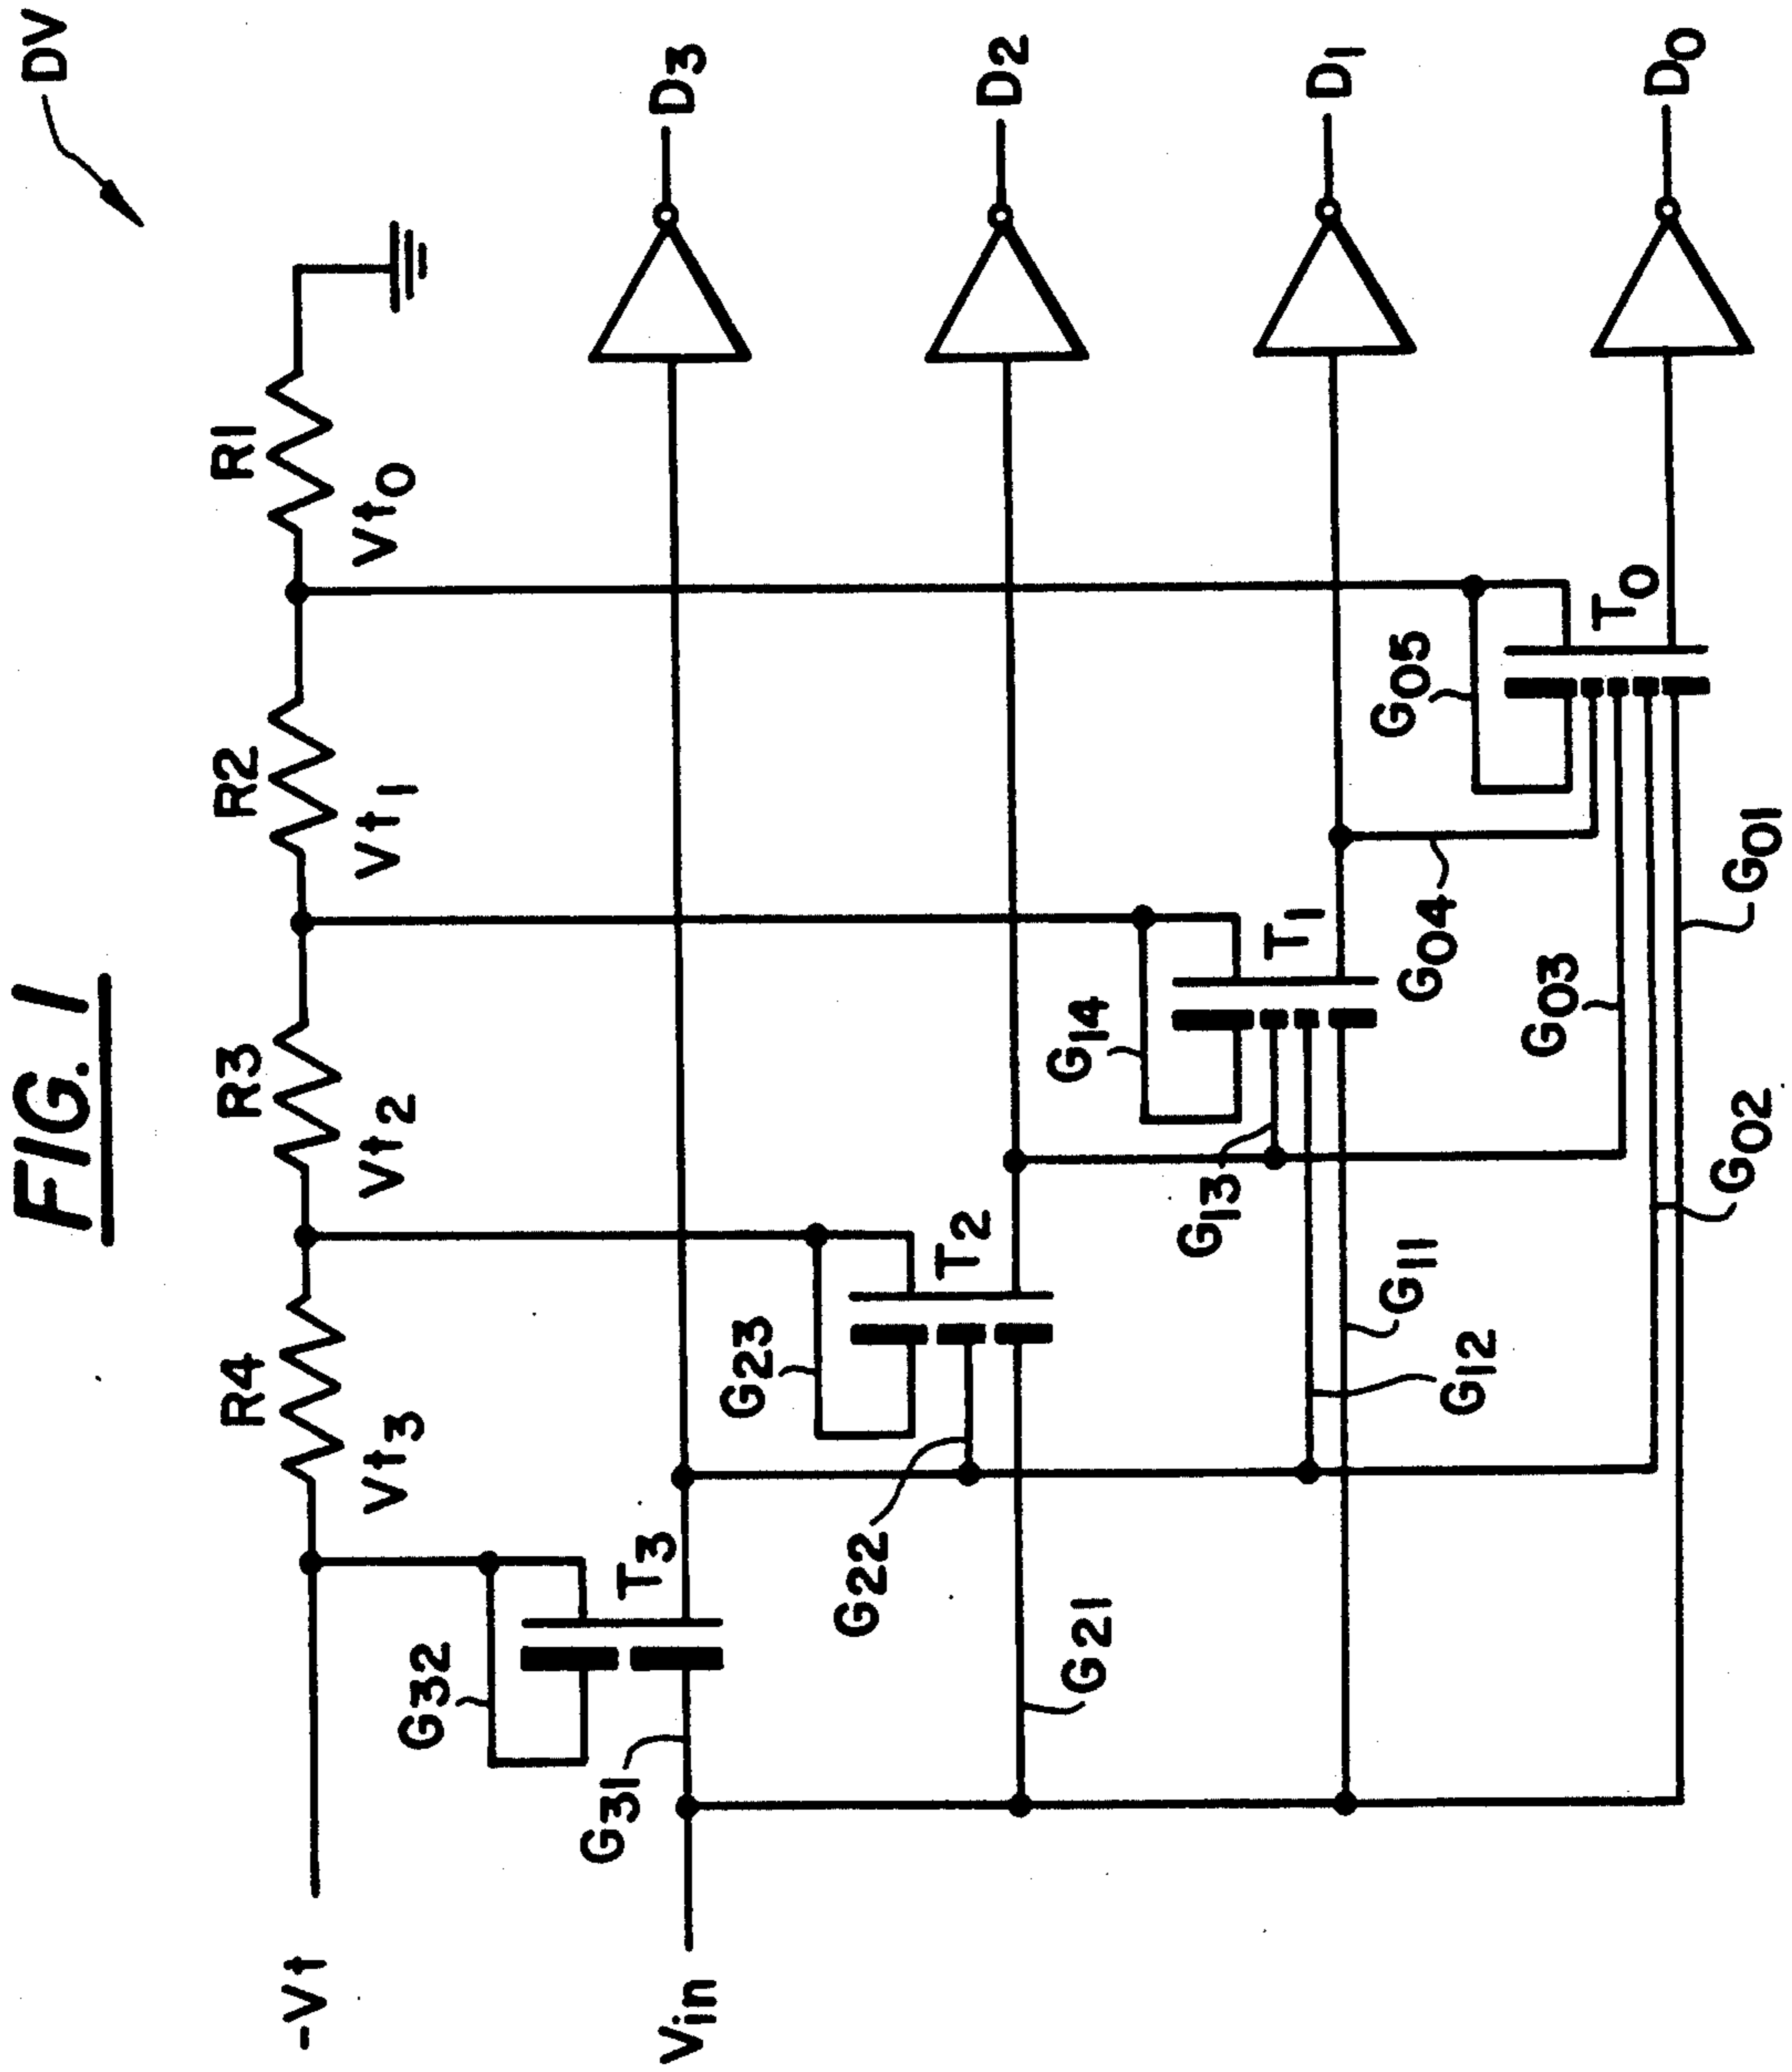 FIG. 1
DV
R4
R3
R2
R1
-Vt
Vt3
Vt2
Vt1
Vt0
Vin
G32
G31
T3
D3
G23
G22
G21
T2
D2
G14
G13
G12
G11
T1
D1
G05
G04
G03
G02
G01
T0
D0